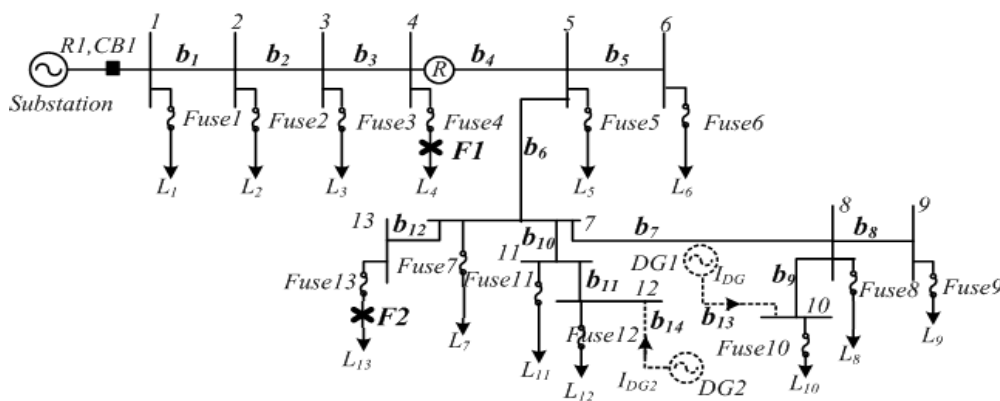 1 2 3 4 5 6
R1,CB1 b1 b2 b3 R b4 b5
Substation Fuse1 Fuse2 Fuse3 Fuse4 Fuse5 Fuse6
F1 b6
L1 L2 L3 L4 L5 L6
13 b12 7 b7 8 b8 9
11 b10
Fuse13 Fuse7 Fuse11 b11 12 DG1 IDG b9 Fuse8 Fuse9
F2 Fuse12 b14 b13 10
Fuse10
L13 L7 L11 L12 IDG2 DG2 L10 L8 L9